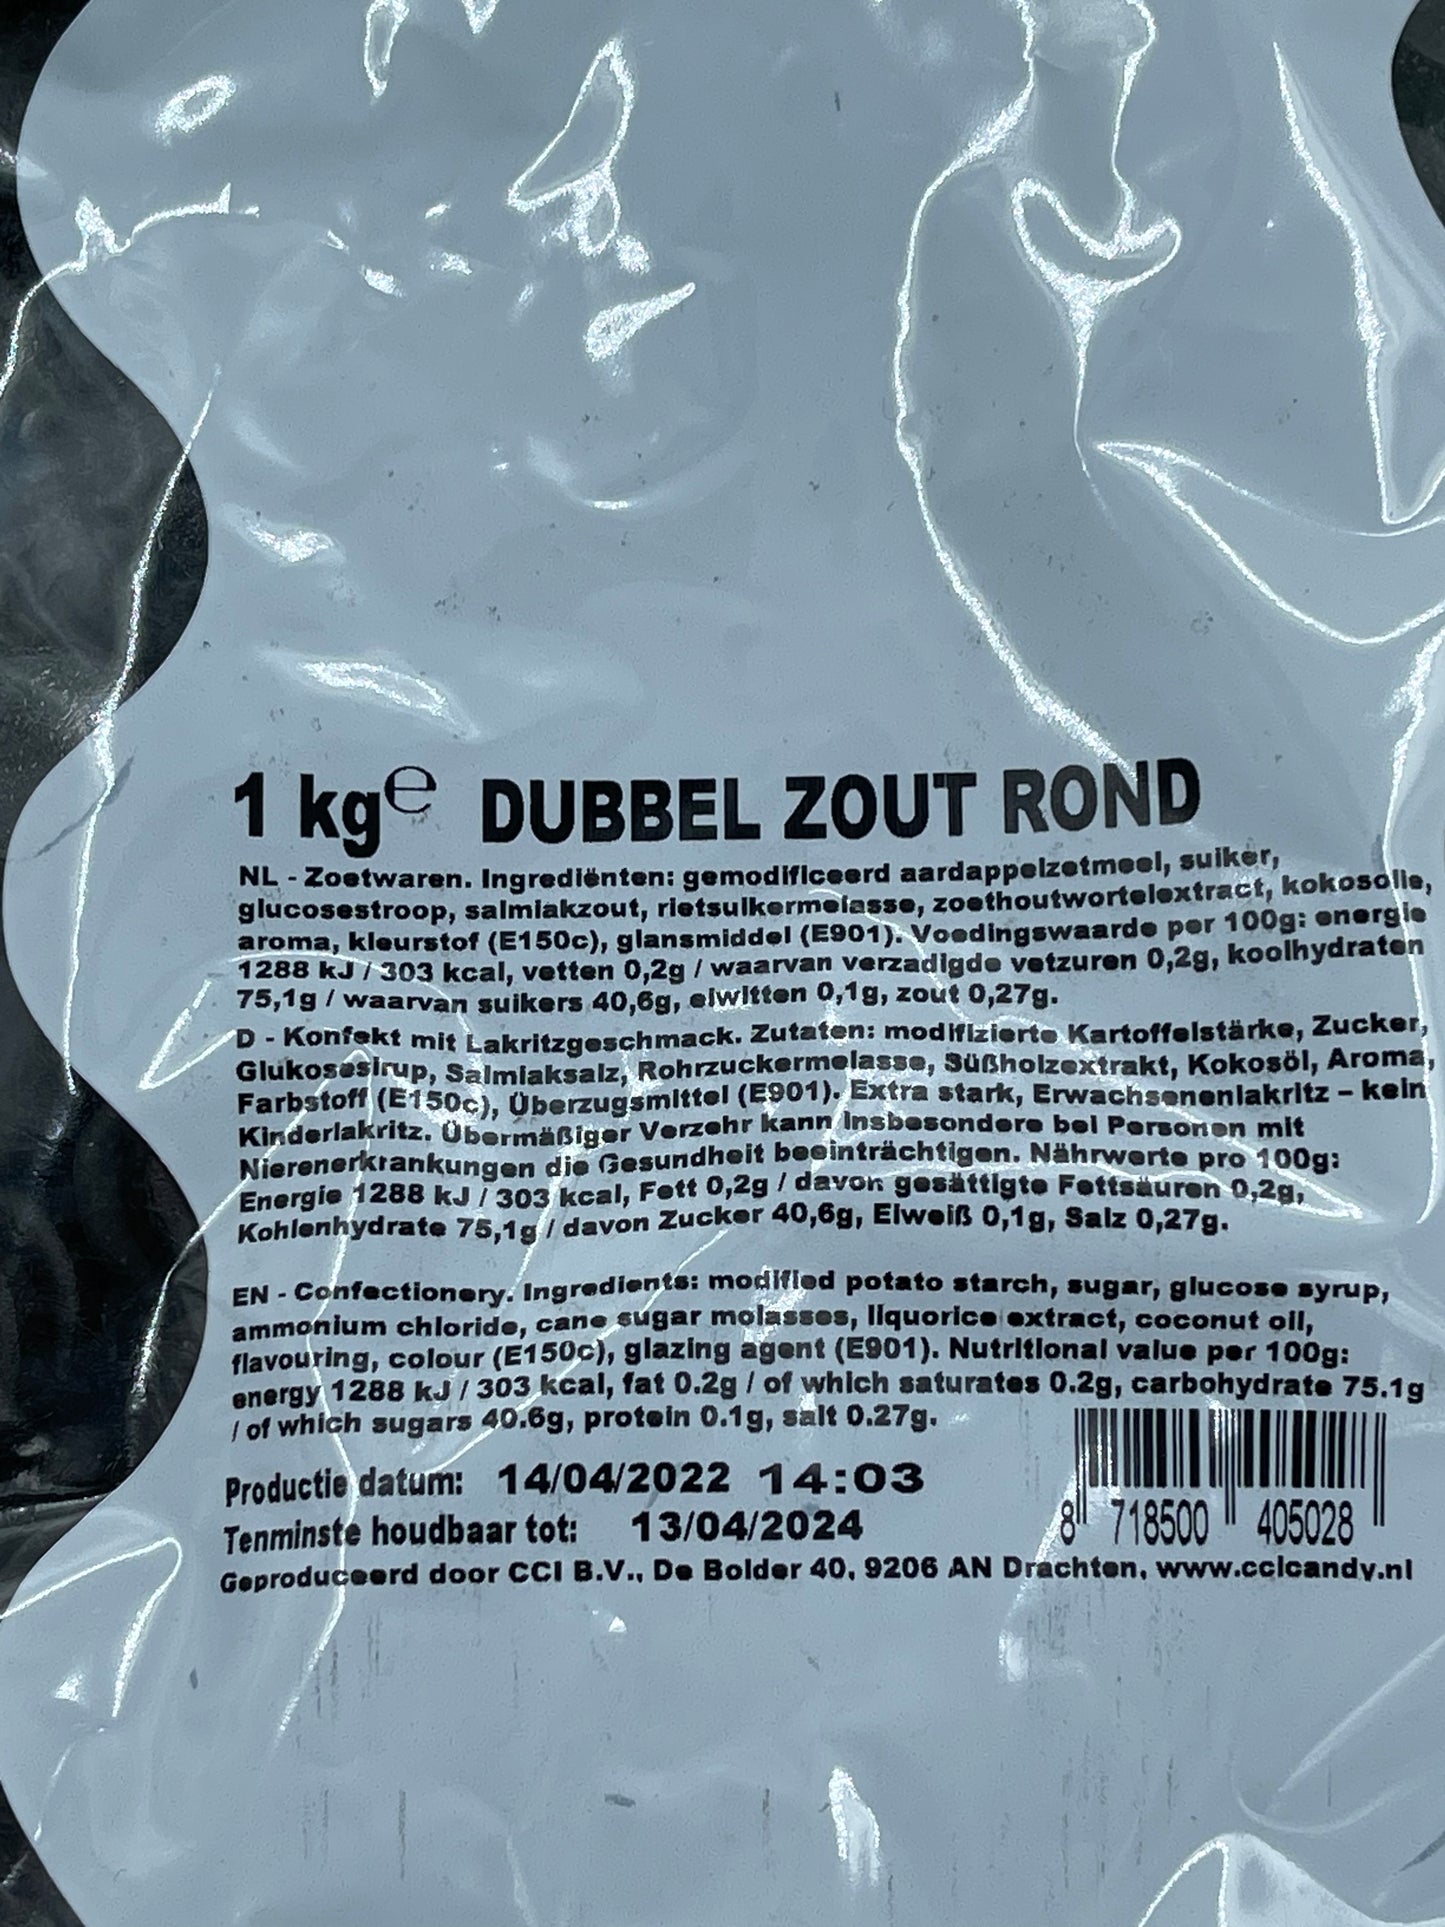 1 kg℮ DUBBEL ZOUT ROND
NL - Zoetwaren. Ingrediënten: gemodificeerd aardappelzetmeel, suiker,
glucosestroop, salmiakzout, rietsuikermelasse, zoethoutwortelextract, kokosolie,
aroma, kleurstof (E150c), glansmiddel (E901). Voedingswaarde per 100g: energie
1288 kJ / 303 kcal, vetten 0,2g / waarvan verzadigde vetzuren 0,2g, koolhydraten
75,1g / waarvan suikers 40,6g, eiwitten 0,1g, zout 0,27g.
D - Konfekt mit Lakritzgeschmack. Zutaten: modifizierte Kartoffelstärke, Zucker,
Glukosesirup, Salmiaksalz, Rohrzuckermelasse, Süßholzextrakt, Kokosöl, Aroma,
Farbstoff (E150c), Überzugsmittel (E901). Extra stark, Erwachsenenlakritz – kein
Kinderlakritz. Übermäßiger Verzehr kann insbesondere bei Personen mit
Nierenerkrankungen die Gesundheit beeinträchtigen. Nährwerte pro 100g:
Energie 1288 kJ / 303 kcal, Fett 0,2g / davon gesättigte Fettsäuren 0,2g,
Kohlenhydrate 75,1g / davon Zucker 40,6g, Eiweiß 0,1g, Salz 0,27g.
EN - Confectionery. Ingredients: modified potato starch, sugar, glucose syrup,
ammonium chloride, cane sugar molasses, liquorice extract, coconut oil,
flavouring, colour (E150c), glazing agent (E901). Nutritional value per 100g:
energy 1288 kJ / 303 kcal, fat 0.2g / of which saturates 0.2g, carbohydrate 75.1g
/ of which sugars 40.6g, protein 0.1g, salt 0.27g.
Productie datum: 14/04/2022 14:03
Tenminste houdbaar tot: 13/04/2024
8 718500 405028
Geproduceerd door CCI B.V., De Bolder 40, 9206 AN Drachten, www.ccicandy.nl